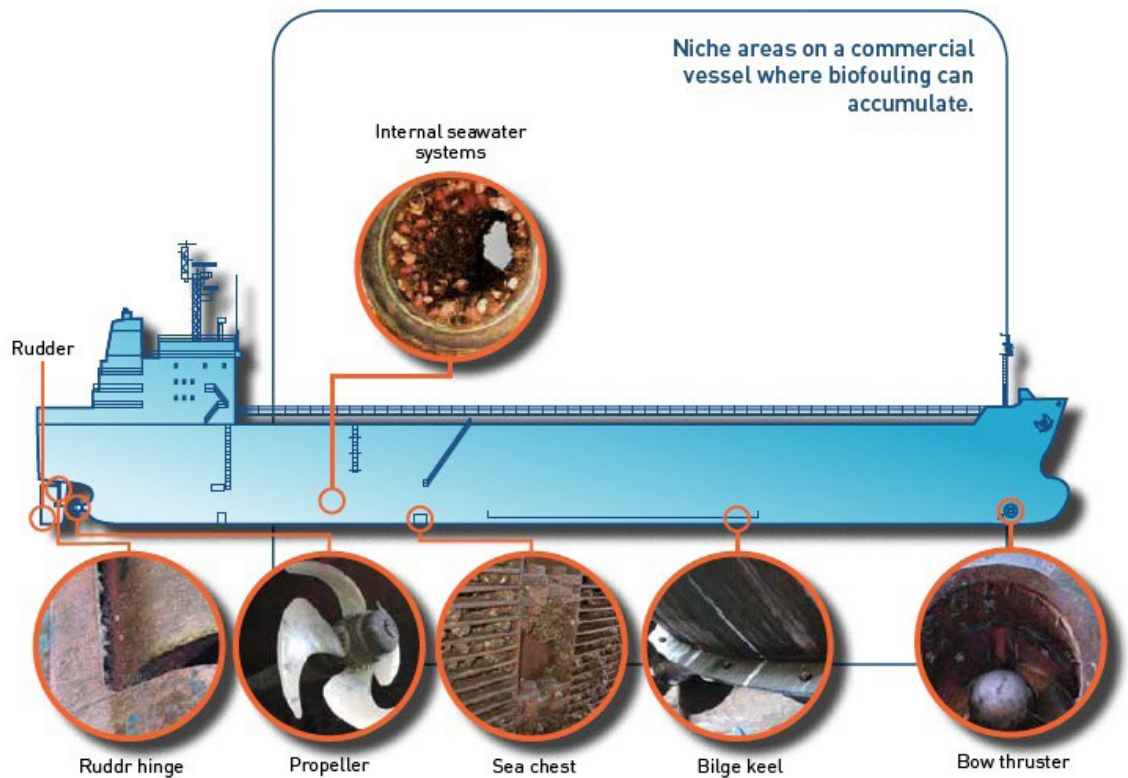 Niche areas on a commercial
vessel where biofouling can
accumulate.
Internal seawater
systems
Rudder
Ruddr hinge
Propeller
Sea chest
Bilge keel
Bow thruster